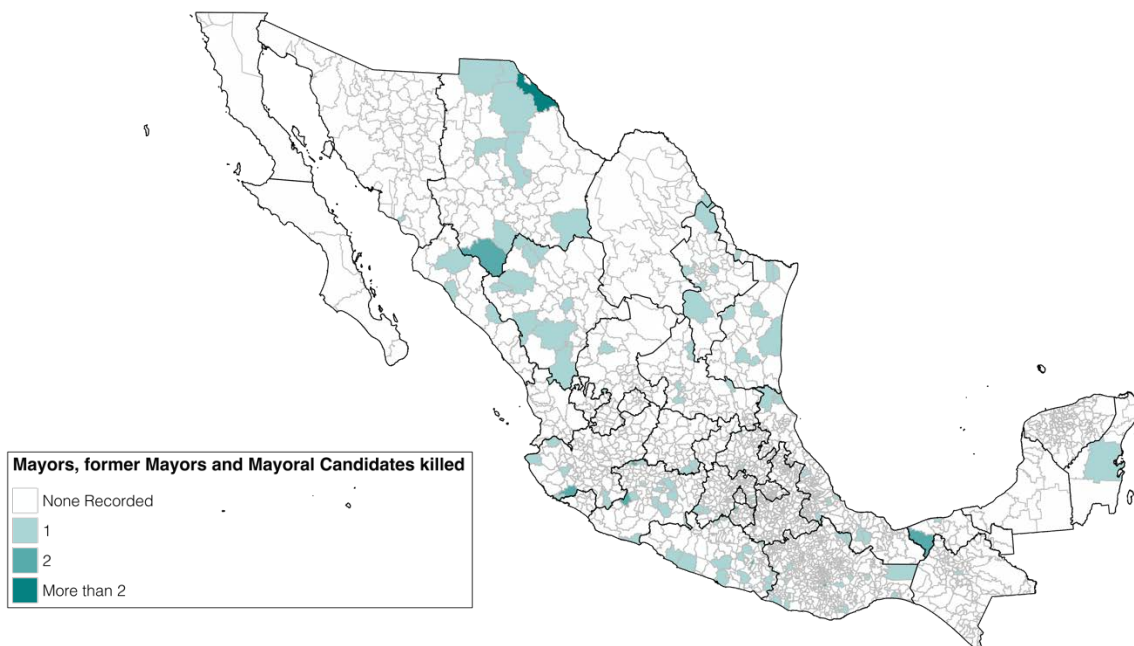 Mayors, former Mayors and Mayoral Candidates killed
None Recorded
1
2
More than 2